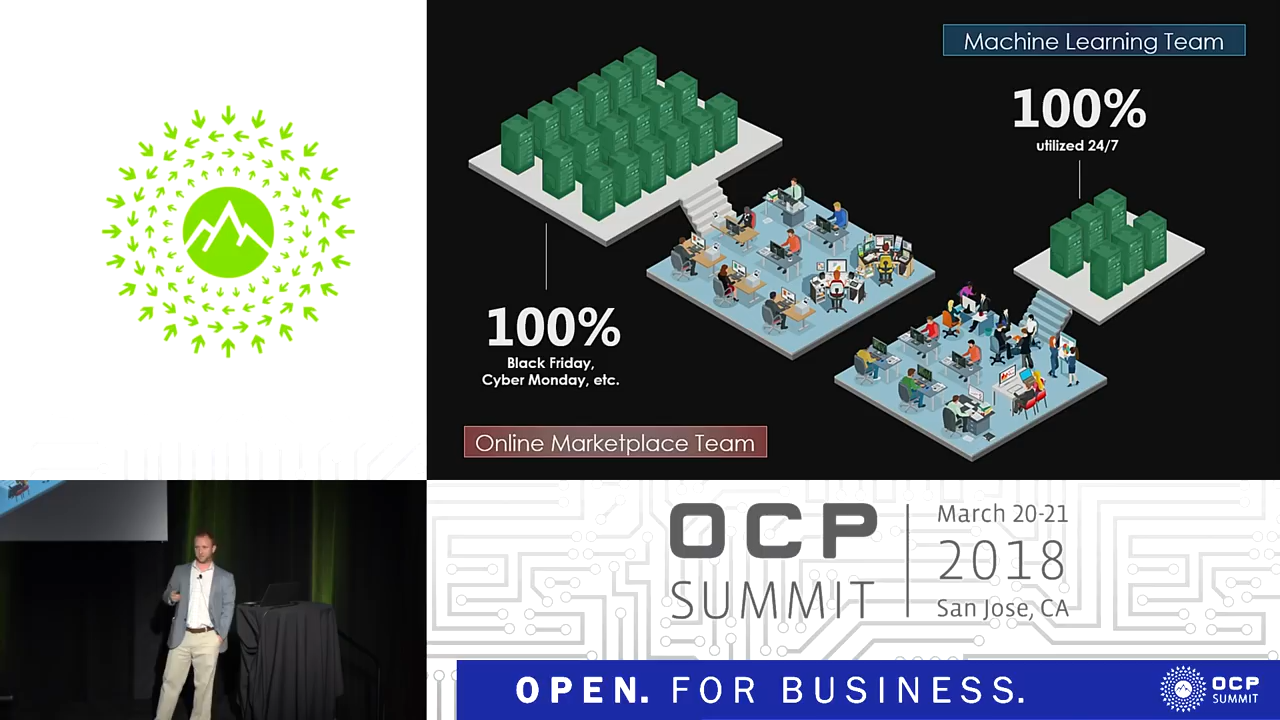 Machine Learning Team
100%
utilized 24/7
100%
Black Friday,
Cyber Monday, etc.
Online Marketplace Team
OCP
SUMMIT
March 20-21
2018
San Jose, CA
OPEN. FOR BUSINESS.
OCP
SUMMIT